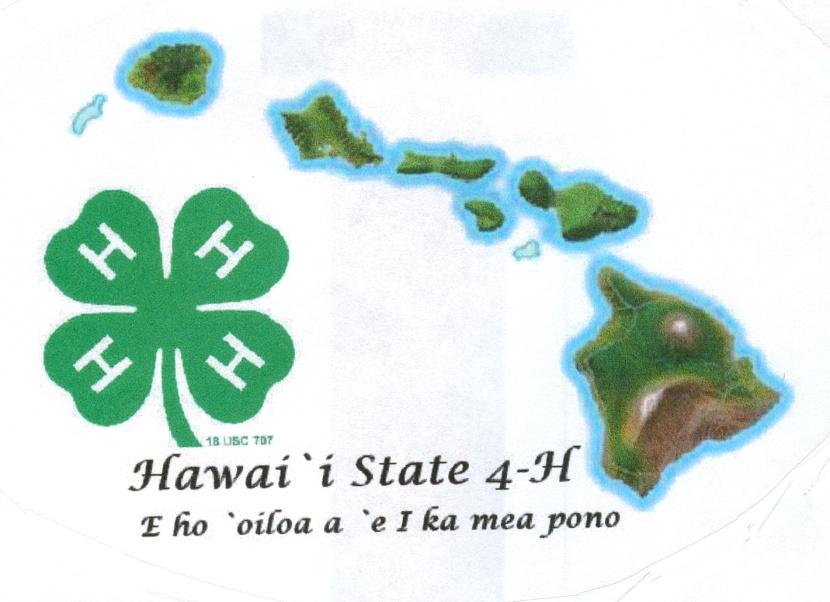 H H
H H
18 USC 707
Hawai`i State 4-H
E ho `oiloa a `e I ka mea pono